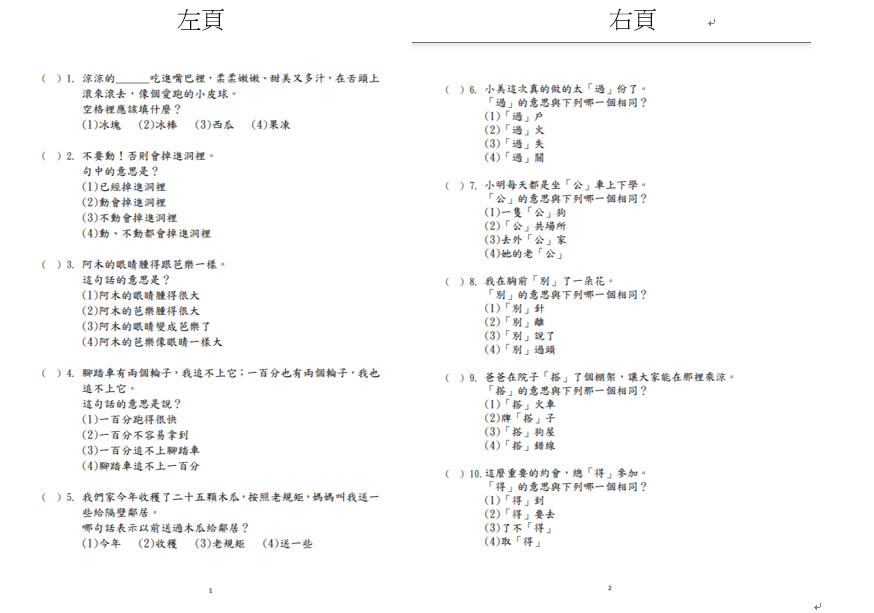 左頁
( )1. 涼涼的______吃進嘴巴裡，柔柔嫩嫩、甜美又多汁，在舌頭上
滾來滾去，像個愛跑的小皮球。
空格裡應該填什麼？
(1)冰塊 (2)冰棒 (3)西瓜 (4)果凍
( )2. 不要動！否則會掉進洞裡。
句中的意思是？
(1)已經掉進洞裡
(2)動會掉進洞裡
(3)不動會掉進洞裡
(4)動、不動都會掉進洞裡
( )3. 阿木的眼睛腫得跟芭樂一樣。
這句話的意思是？
(1)阿木的眼睛腫得很大
(2)阿木的芭樂腫得很大
(3)阿木的眼睛變成芭樂了
(4)阿木的芭樂像眼睛一樣大
( )4. 腳踏車有兩個輪子，我追不上它；一百分也有兩個輪子，我也
追不上它。
這句話的意思是說？
(1)一百分跑得很快
(2)一百分不容易拿到
(3)一百分追不上腳踏車
(4)腳踏車追不上一百分
( )5. 我們家今年收穫了二十五顆木瓜，按照老規矩，媽媽叫我送一
些給隔壁鄰居。
哪句話表示以前送過木瓜給鄰居？
(1)今年 (2)收穫 (3)老規矩 (4)送一些
1
右頁
( )6. 小美這次真的做的太「過」份了。
「過」的意思與下列哪一個相同？
(1)「過」戶
(2)「過」火
(3)「過」失
(4)「過」關
( )7. 小明每天都是坐「公」車上下學。
「公」的意思與下列哪一個相同？
(1)一隻「公」狗
(2)「公」共場所
(3)去外「公」家
(4)她的老「公」
( )8. 我在胸前「別」了一朵花。
「別」的意思與下列哪一個相同？
(1)「別」針
(2)「別」離
(3)「別」說了
(4)「別」過頭
( )9. 爸爸在院子「搭」了個棚架，讓大家能在那裡乘涼。
「搭」的意思與下列那一個相同？
(1)「搭」火車
(2)牌「搭」子
(3)「搭」狗屋
(4)「搭」錯線
( )10.這麼重要的約會，總「得」參加。
「得」的意思與下列哪一個相同？
(1)「得」到
(2)「得」要去
(3)了不「得」
(4)取「得」
2